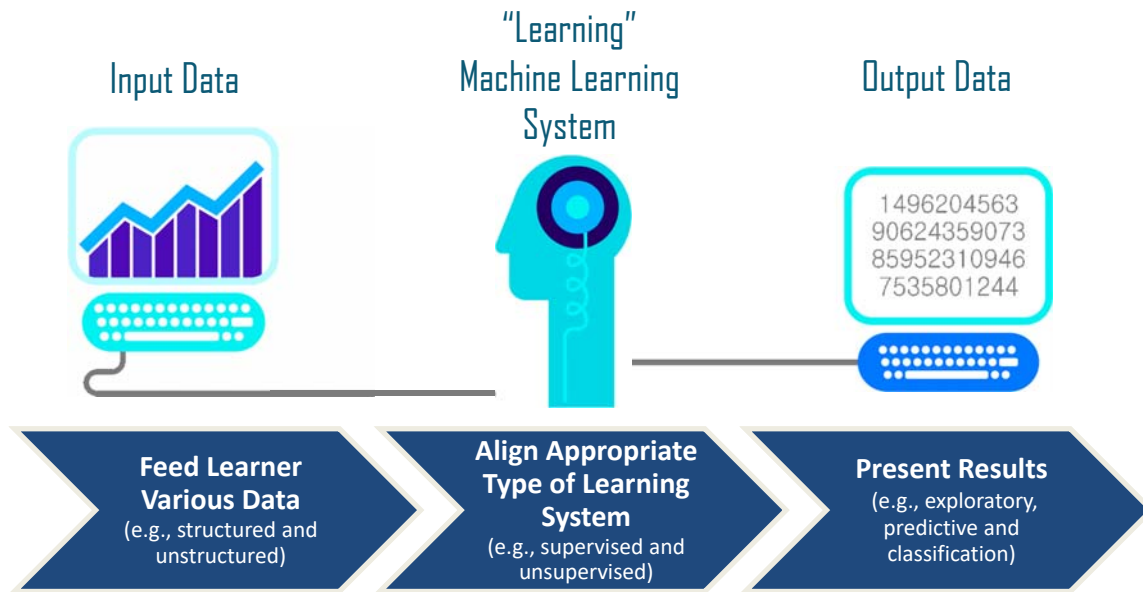 “Learning”
Input Data
Machine Learning
Output Data
System
1496204563
90624359073
85952310946
7535801244
Feed Learner
Various Data
(e.g., structured and
unstructured)
Align Appropriate
Type of Learning
System
(e.g., supervised and
unsupervised)
Present Results
(e.g., exploratory,
predictive and
classification)